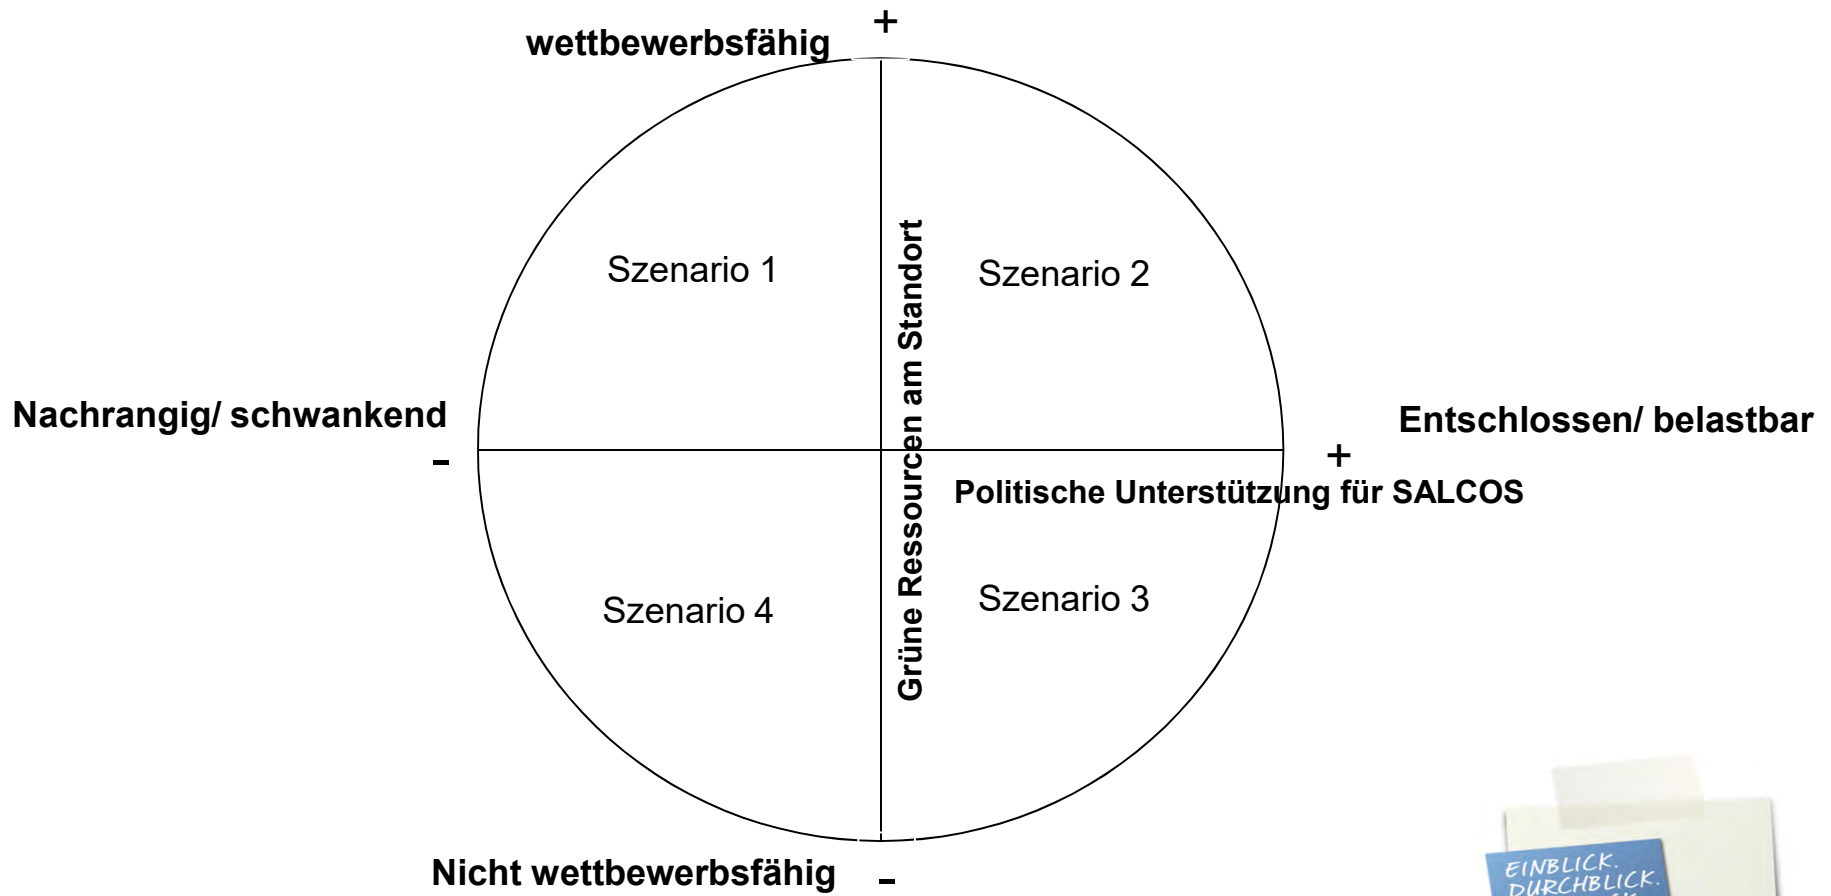 +
wettbewerbsfähig
Szenario 1
Szenario 2
Grüne Ressourcen am Standort
Nachrangig/ schwankend
-
Entschlossen/ belastbar
+
Politische Unterstützung für SALCOS
Szenario 4
Szenario 3
Nicht wettbewerbsfähig
-
EINBLICK.
DURCHBLICK.